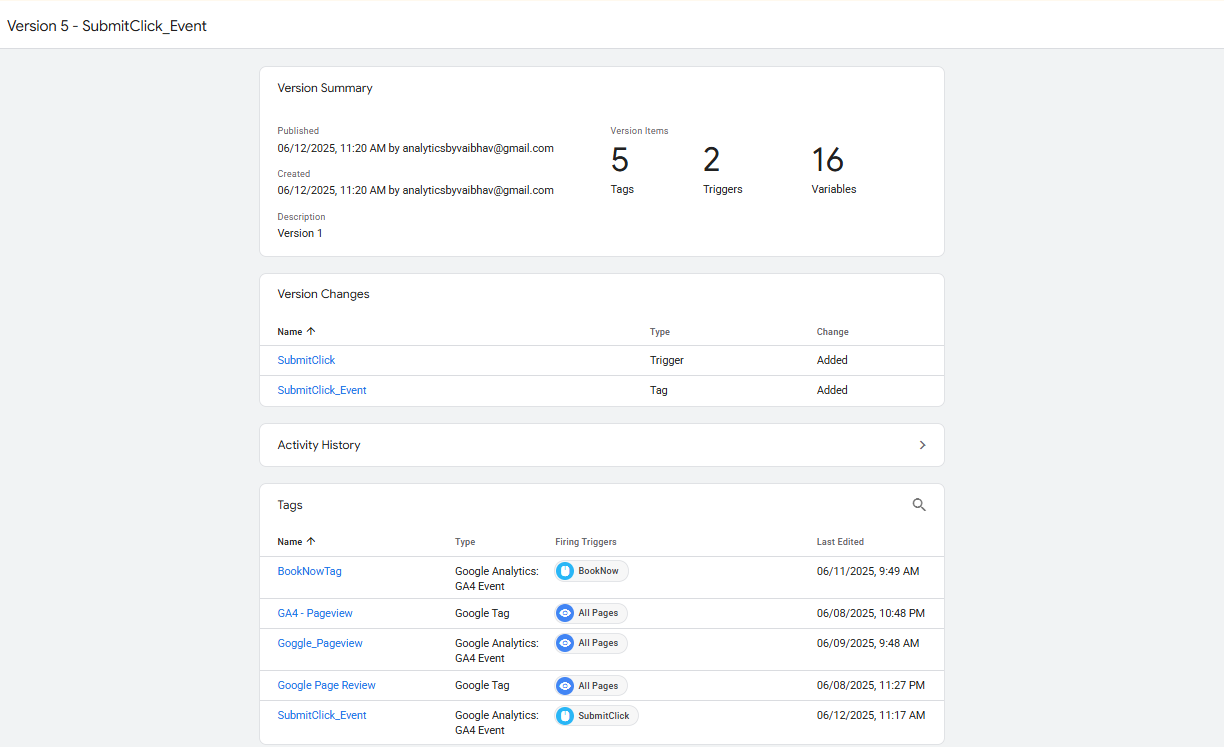 Version 5 - SubmitClick_Event
Version Summary
Published
06/12/2025, 11:20 AM by analyticsbyvaibhav@gmail.com
Created
06/12/2025, 11:20 AM by analyticsbyvaibhav@gmail.com
Description
Version 1
Version Items
5 2 16
Tags Triggers Variables
Version Changes
Name Type Change
SubmitClick Trigger Added
SubmitClick_Event Tag Added
Activity History
Tags
Name Type Firing Triggers Last Edited
BookNowTag Google Analytics: BookNow 06/11/2025, 9:49 AM
GA4 Event
GA4 - Pageview Google Tag All Pages 06/08/2025, 10:48 PM
Goggle_Pageview Google Analytics: All Pages 06/09/2025, 9:48 AM
GA4 Event
Google Page Review Google Tag All Pages 06/08/2025, 11:27 PM
SubmitClick_Event Google Analytics: SubmitClick 06/12/2025, 11:17 AM
GA4 Event